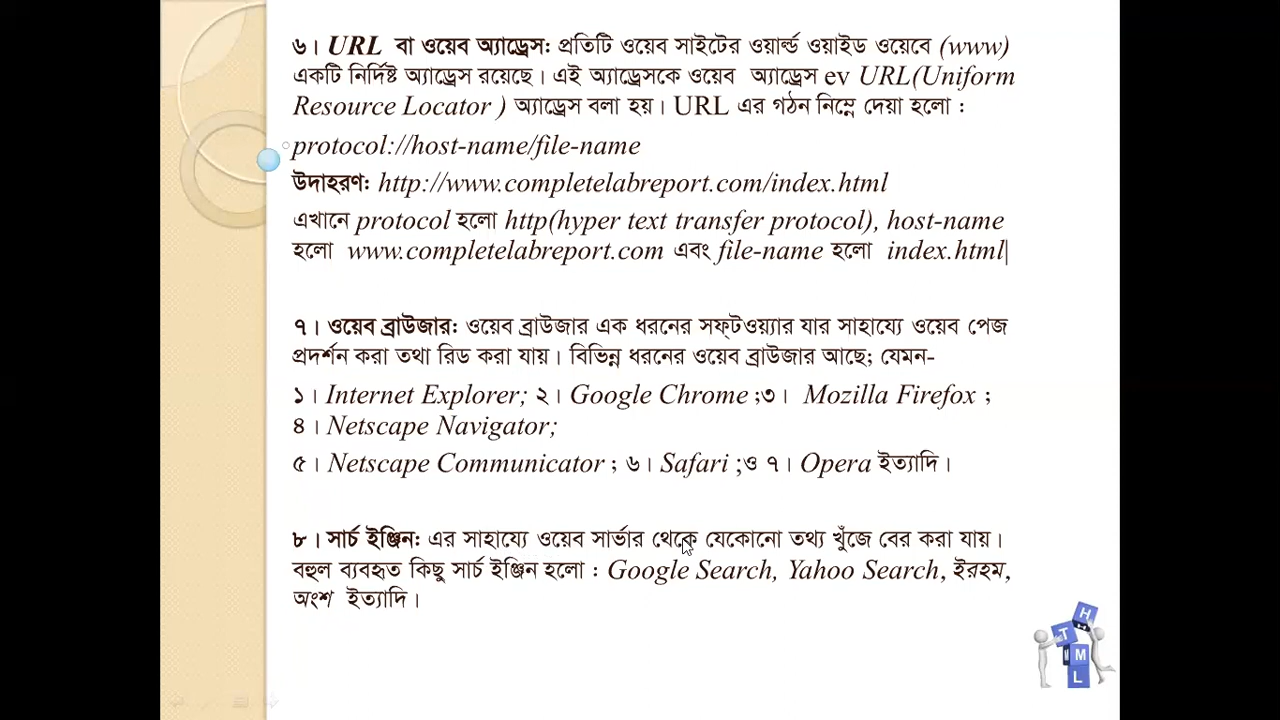 ৬। URL বা ওয়েব অ্যাড্রেস: প্রতিটি ওয়েব সাইটের ওয়ার্ল্ড ওয়াইড ওয়েবে (www)
একটি নির্দিষ্ট অ্যাড্রেস রয়েছে। এই অ্যাড্রেসকে ওয়েব অ্যাড্রেস ev URL(Uniform
Resource Locator ) অ্যাড্রেস বলা হয়। URL এর গঠন নিম্নে দেয়া হলো :
protocol://host-name/file-name
উদাহরণ: http://www.completelabreport.com/index.html
এখানে protocol হলো http(hyper text transfer protocol), host-name
হলো www.completelabreport.com এবং file-name হলো index.html
৭। ওয়েব ব্রাউজার: ওয়েব ব্রাউজার এক ধরনের সফ্‌টওয়্যার যার সাহায্যে ওয়েব পেজ
প্রদর্শন করা তথা রিড করা যায়। বিভিন্ন ধরনের ওয়েব ব্রাউজার আছে; যেমন-
১। Internet Explorer; ২। Google Chrome ;৩। Mozilla Firefox ;
৪। Netscape Navigator;
৫। Netscape Communicator ; ৬। Safari ;ও ৭। Opera ইত্যাদি।
৮। সার্চ ইঞ্জিন: এর সাহায্যে ওয়েব সার্ভার থেকে যেকোনো তথ্য খুঁজে বের করা যায়।
বহুল ব্যবহৃত কিছু সার্চ ইঞ্জিন হলো : Google Search, Yahoo Search, ইরহম,
অংশ ইত্যাদি।
H
T
M
L